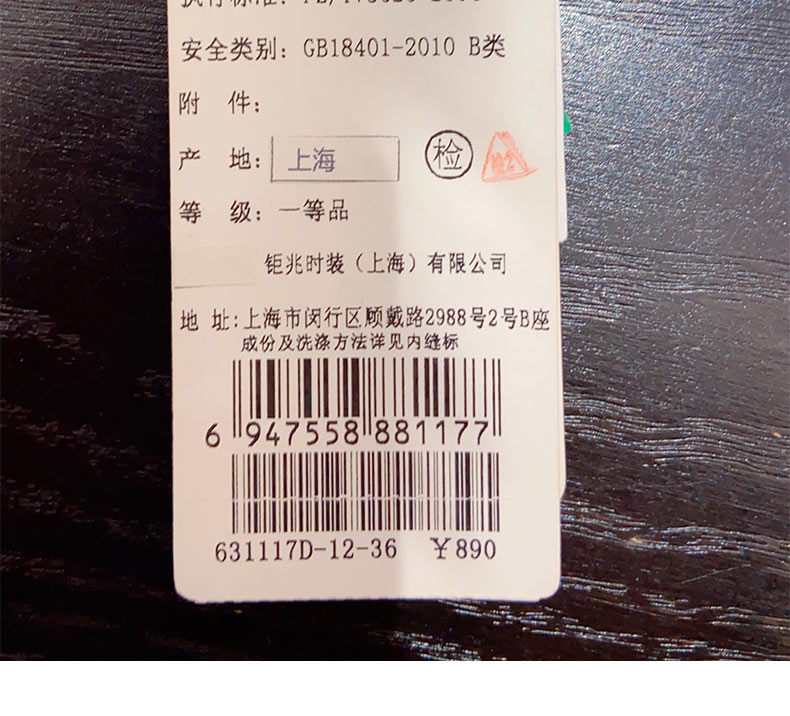 安全类别：GB18401-2010 B类
附 件：
产 地：上海 检
等 级：一等品
钜兆时装（上海）有限公司
地 址:上海市闵行区顾戴路2988号2号B座
成份及洗涤方法详见内缝标
6 947558 881177
631117D-12-36 ￥890